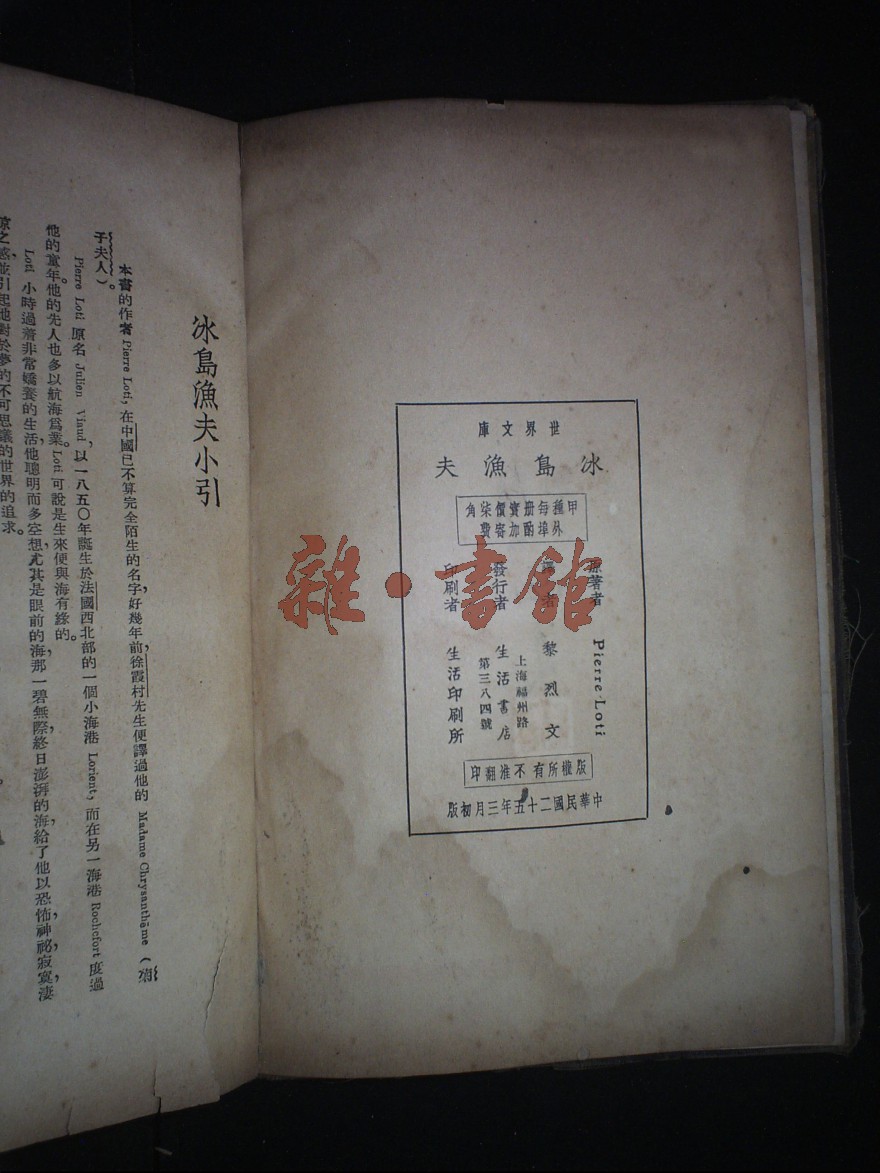 世界文庫
冰島漁夫
甲種每册實價柒角
外埠酌加寄費
原著者 Pierre Loti
譯者 黎烈文
發行者 生活書店
上海福州路
第三八四號
印刷者 生活印刷所
版權所有不准翻印
中華民國二十五年三月初版
冰島漁夫小引
本書的作者 Pierre Loti, 在中國已不算完全陌生的名字，好幾年前，徐霞村先生便譯過他的 Madame Chrysanthème（菊
子夫人）。
Pierre Loti 原名 Julien Viaud，以一八五〇年誕生於法國西北部的一個小海港 Lorient，而在另一海港 Rochefort 度過
他的童年。他的先人也多以航海爲業。Loti 可說是生來便與海有緣的。
Loti 小時過着非常嬌養的生活，他聰明而多空想，尤其是眼前的海，那一碧無際，終日澎湃的海，給了他以恐怖，神祕，寂寞，淒
涼之感，並引起他對於夢的不可思議的世界的追求。
雜·書館